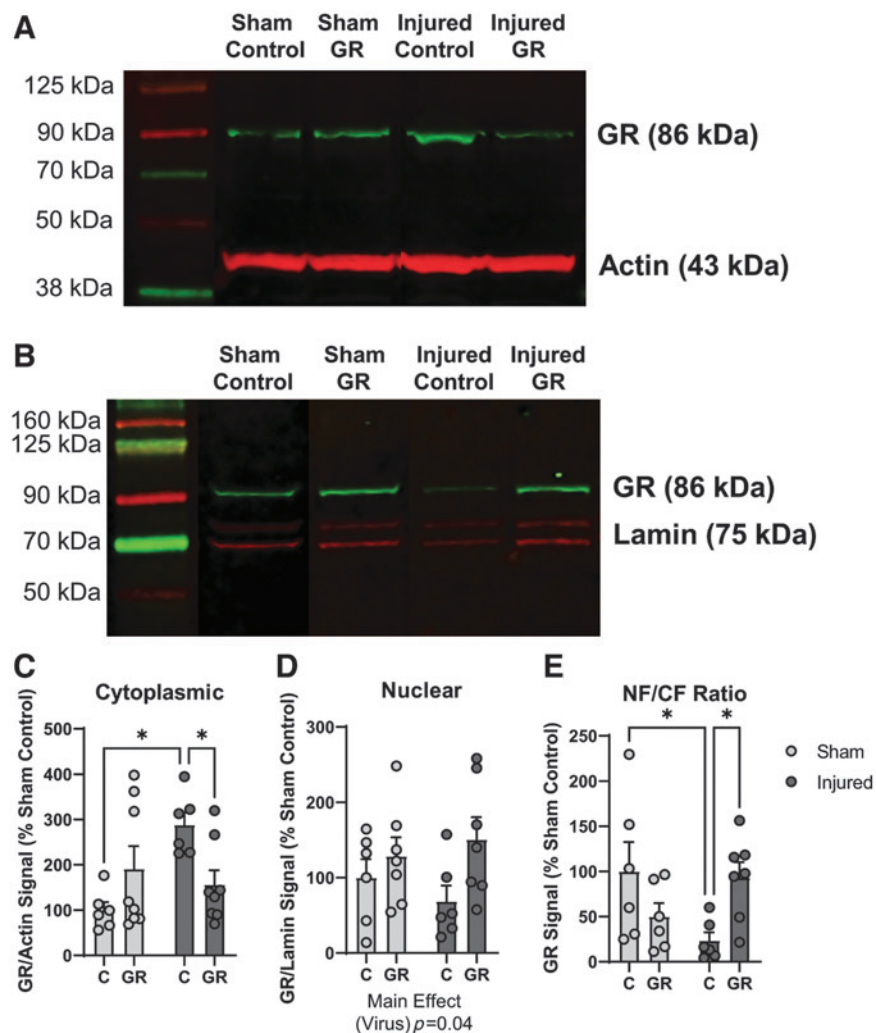 A
Sham Control
Sham GR
Injured Control
Injured GR
125 kDa
90 kDa
70 kDa
50 kDa
38 kDa
GR (86 kDa)
Actin (43 kDa)
B
Sham Control
Sham GR
Injured Control
Injured GR
160 kDa
125 kDa
90 kDa
70 kDa
50 kDa
GR (86 kDa)
Lamin (75 kDa)
C
Cytoplasmic
GR/Actin Signal (% Sham Control)
500
400
300
200
100
0
* *
C GR C GR
D
Nuclear
GR/Lamin Signal (% Sham Control)
300
200
100
0
C GR C GR
Main Effect
(Virus) p=0.04
E
NF/CF Ratio
GR Signal (% Sham Control)
250
200
150
100
50
0
* *
C GR C GR
Sham
Injured